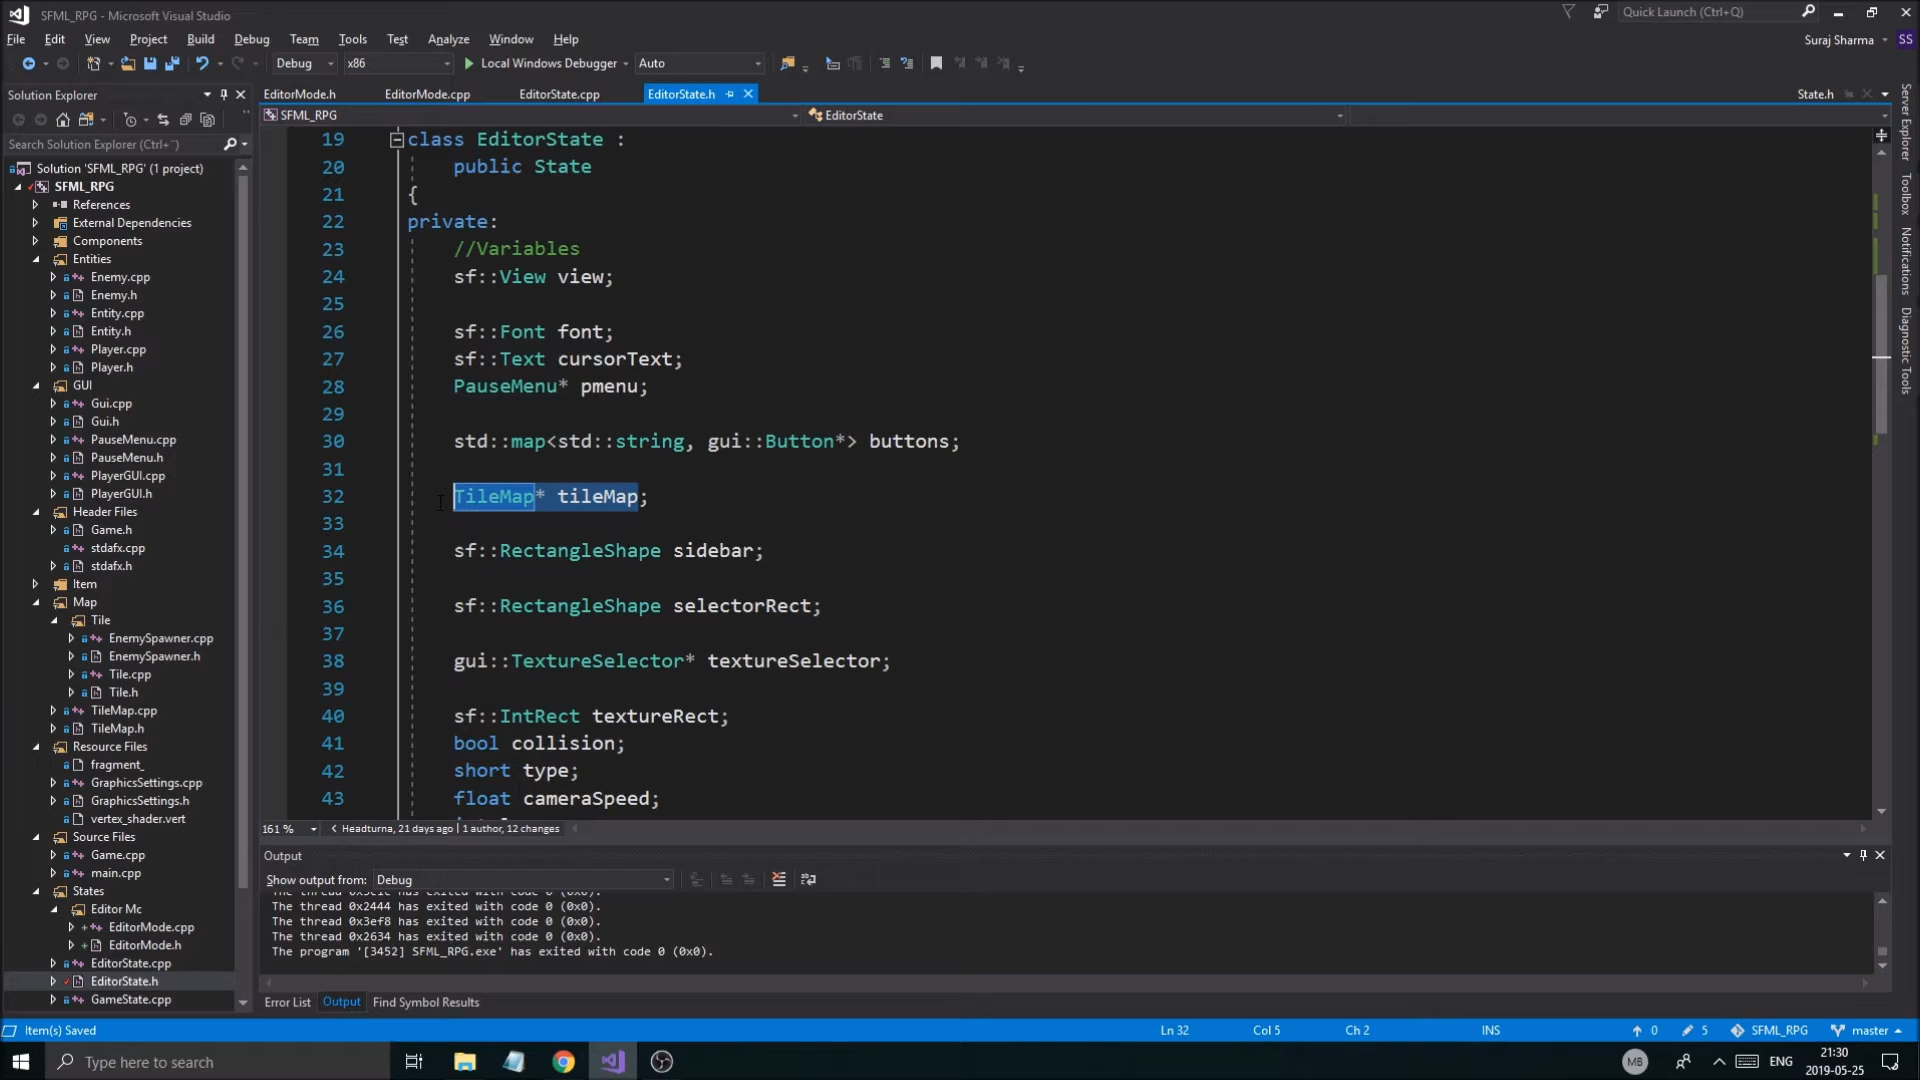 SFML_RPG - Microsoft Visual Studio
Quick Launch (Ctrl+Q)
File Edit View Project Build Debug Team Tools Test Analyze Window Help
Suraj Sharma
SS
Debug
x86
Local Windows Debugger
Auto
Solution Explorer
Search Solution Explorer (Ctrl+¨)
Solution 'SFML_RPG' (1 project)
SFML_RPG
References
External Dependencies
Components
Entities
Enemy.cpp
Enemy.h
Entity.cpp
Entity.h
Player.cpp
Player.h
GUI
Gui.cpp
Gui.h
PauseMenu.cpp
PauseMenu.h
PlayerGUI.cpp
PlayerGUI.h
Header Files
Game.h
stdafx.cpp
stdafx.h
Item
Map
Tile
EnemySpawner.cpp
EnemySpawner.h
Tile.cpp
Tile.h
TileMap.cpp
TileMap.h
Resource Files
fragment_
GraphicsSettings.cpp
GraphicsSettings.h
vertex_shader.vert
Source Files
Game.cpp
main.cpp
States
Editor Mc
EditorMode.cpp
EditorMode.h
EditorState.cpp
EditorState.h
GameState.cpp
EditorMode.h EditorMode.cpp EditorState.cpp EditorState.h State.h
SFML_RPG
EditorState
19 class EditorState :
20 public State
21 {
22 private:
23 //Variables
24 sf::View view;
25
26 sf::Font font;
27 sf::Text cursorText;
28 PauseMenu* pmenu;
29
30 std::map<std::string, gui::Button*> buttons;
31
32 TileMap* tileMap;
33
34 sf::RectangleShape sidebar;
35
36 sf::RectangleShape selectorRect;
37
38 gui::TextureSelector* textureSelector;
39
40 sf::IntRect textureRect;
41 bool collision;
42 short type;
43 float cameraSpeed;
161 %
Headturna, 21 days ago | 1 author, 12 changes
Server Explorer
Toolbox
Notifications
Diagnostic Tools
Output
Show output from: Debug
The thread 0x2444 has exited with code 0 (0x0).
The thread 0x3ef8 has exited with code 0 (0x0).
The thread 0x2634 has exited with code 0 (0x0).
The program '[3452] SFML_RPG.exe' has exited with code 0 (0x0).
Error List Output Find Symbol Results
Item(s) Saved
Ln 32
Col 5
Ch 2
INS
0
5
SFML_RPG
master
Type here to search
MB
ENG
21:30
2019-05-25